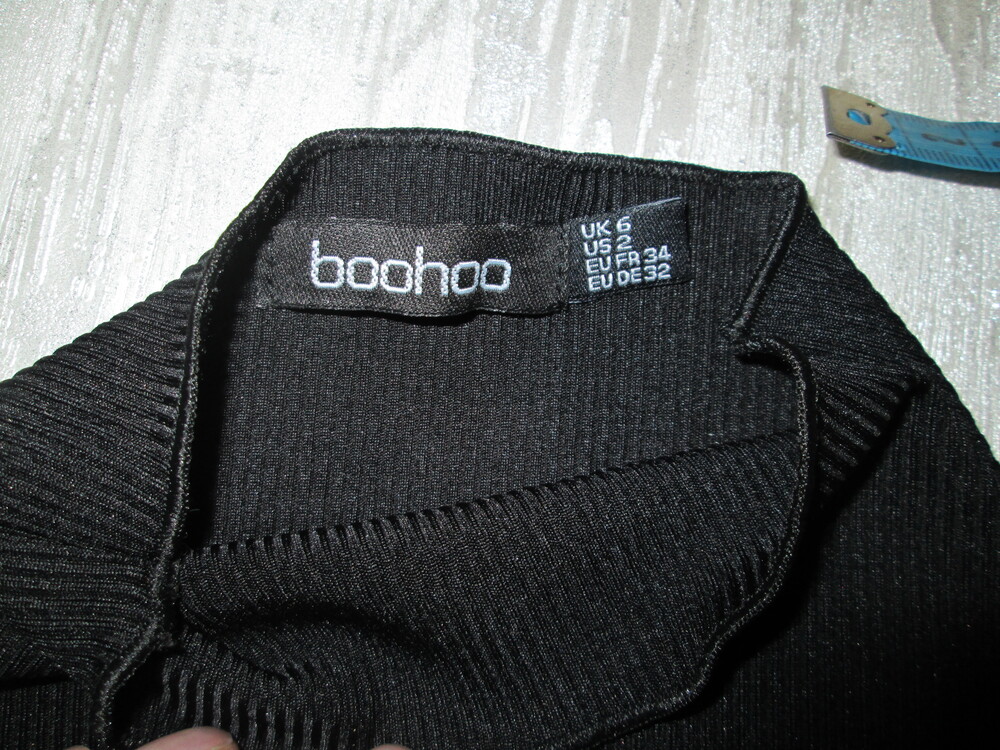 boohoo
UK 6
US 2
EU FR 34
EU DE 32